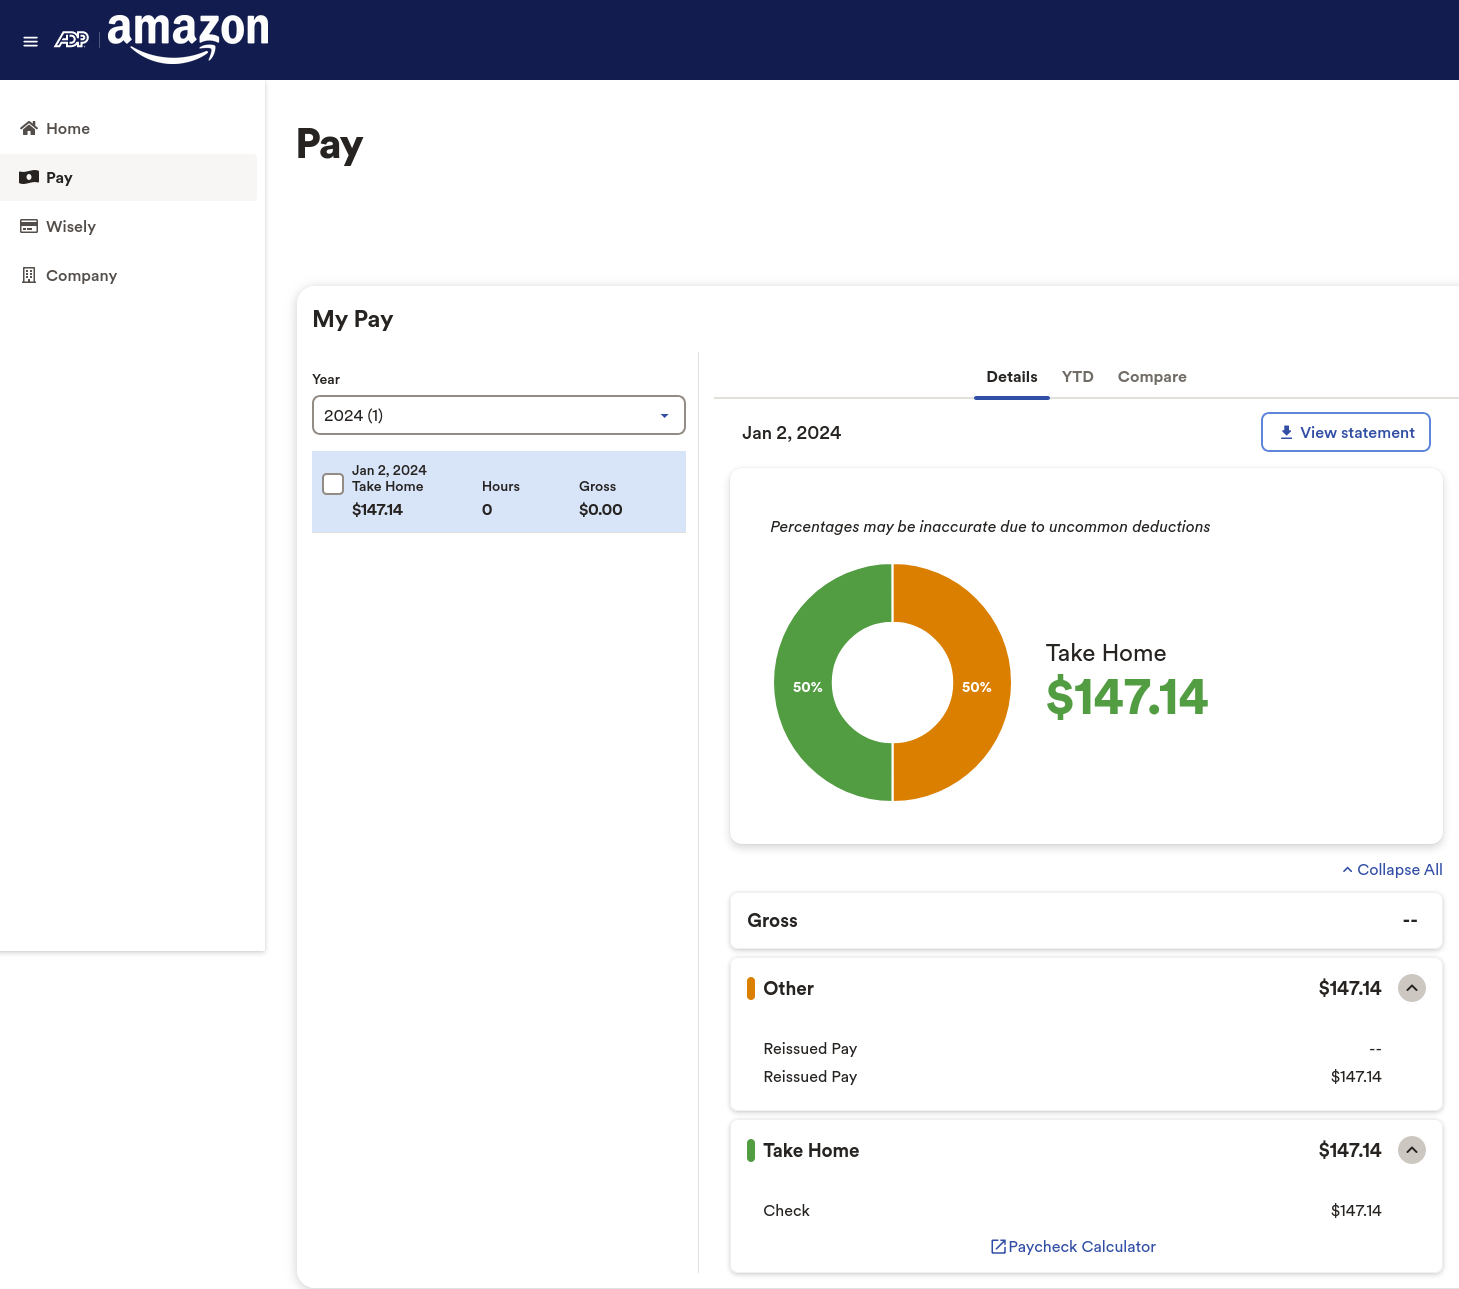 ADP
amazon
Home
Pay
Wisely
Company
Pay
My Pay
Year
2024 (1)
Jan 2, 2024
Take Home Hours Gross
$147.14 0 $0.00
Details YTD Compare
Jan 2, 2024 View statement
Percentages may be inaccurate due to uncommon deductions
50% 50%
Take Home
$147.14
Collapse All
Gross --
Other $147.14
Reissued Pay --
Reissued Pay $147.14
Take Home $147.14
Check $147.14
Paycheck Calculator